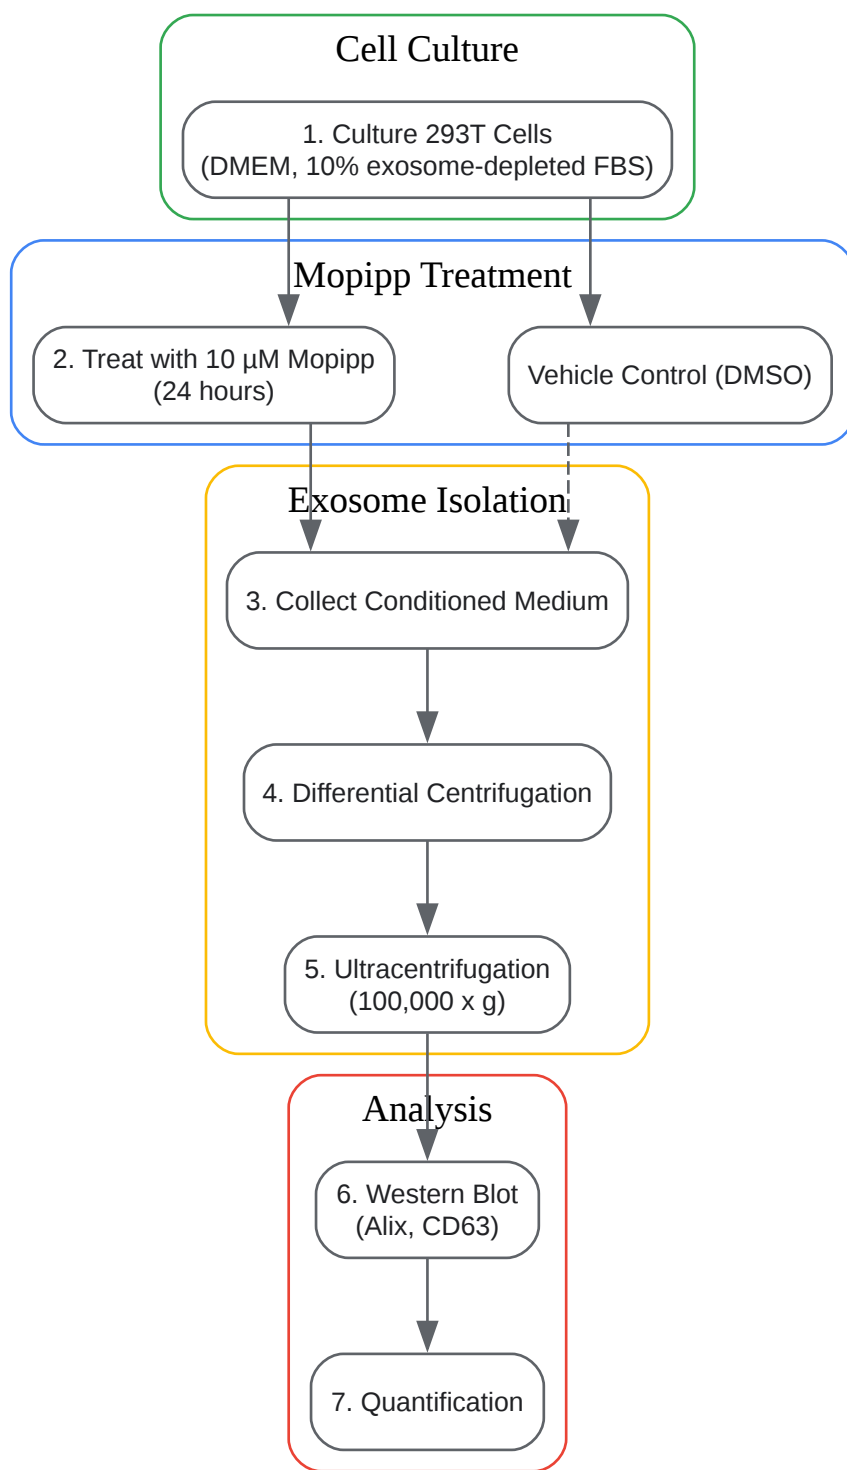 Cell Culture
1. Culture 293T Cells
(DMEM, 10% exosome-depleted FBS)
Mopipp Treatment
2. Treat with 10 µM Mopipp
(24 hours)
Vehicle Control (DMSO)
Exosome Isolation
3. Collect Conditioned Medium
4. Differential Centrifugation
5. Ultracentrifugation
(100,000 x g)
Analysis
6. Western Blot
(Alix, CD63)
7. Quantification